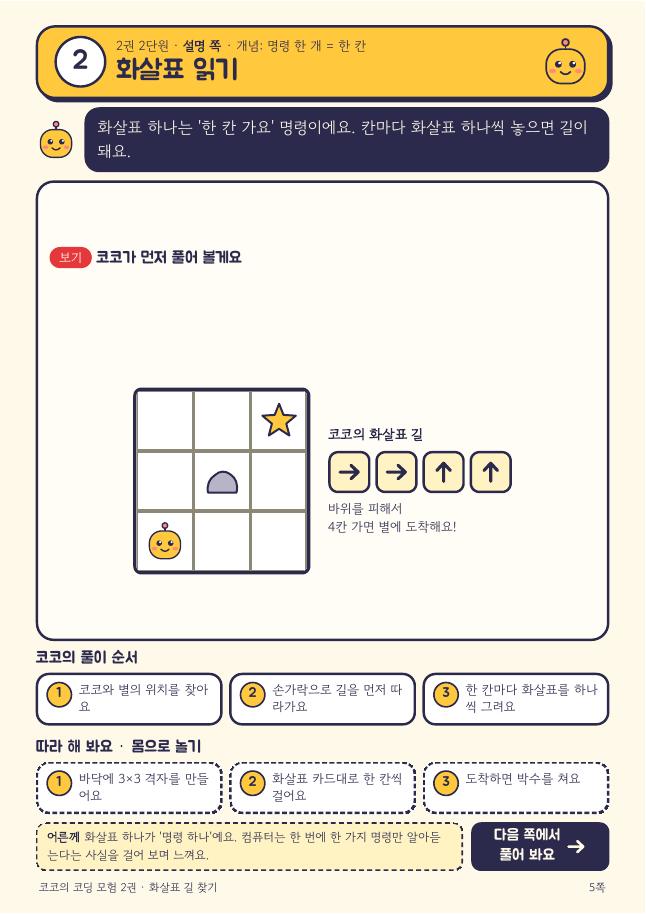 2
2권 2단원 · 설명 쪽 · 개념: 명령 한 개 = 한 칸
화살표 읽기
화살표 하나는 '한 칸 가요' 명령이에요. 칸마다 화살표 하나씩 놓으면 길이
돼요.
보기 코코가 먼저 풀어 볼게요
코코의 화살표 길
→ → ↑ ↑
바위를 피해서
4칸 가면 별에 도착해요!
코코의 풀이 순서
1 코코와 별의 위치를 찾아
요
2 손가락으로 길을 먼저 따
라가요
3 한 칸마다 화살표를 하나
씩 그려요
따라 해 봐요 · 몸으로 놀기
1 바닥에 3×3 격자를 만들
어요
2 화살표 카드대로 한 칸씩
걸어요
3 도착하면 박수를 쳐요
어른께 화살표 하나가 '명령 하나'예요. 컴퓨터는 한 번에 한 가지 명령만 알아듣
는다는 사실을 걸어 보며 느껴요.
다음 쪽에서
풀어 봐요 →
코코의 코딩 모험 2권 · 화살표 길 찾기
5쪽